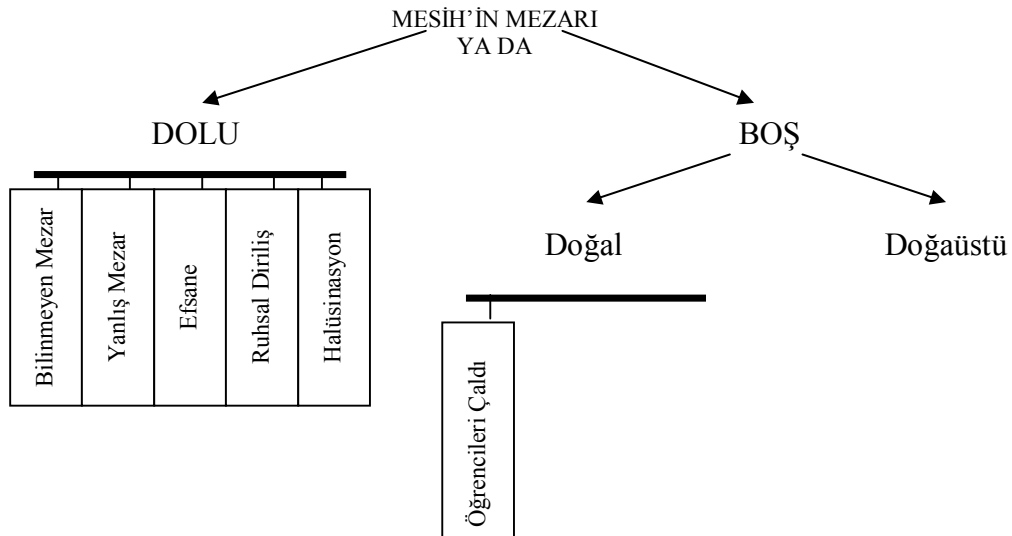 MESİH'İN MEZARI
YA DA
DOLU
BOŞ
Bilinmeyen Mezar
Yanlış Mezar
Efsane
Ruhsal Diriliş
Halüsinasyon
Doğal
Doğaüstü
Öğrencileri Çaldı